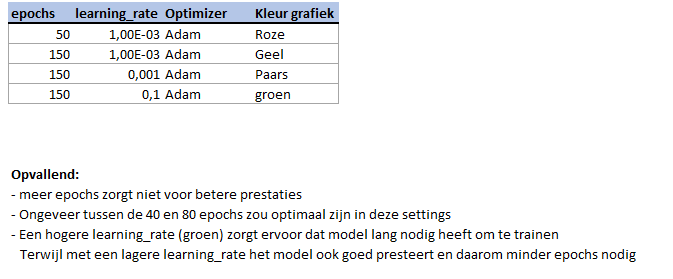 epochs learning_rate Optimizer Kleur grafiek
50 1,00E-03 Adam Roze
150 1,00E-03 Adam Geel
150 0,001 Adam Paars
150 0,1 Adam groen
Opvallend:
- meer epochs zorgt niet voor betere prestaties
- Ongeveer tussen de 40 en 80 epochs zou optimaal zijn in deze settings
- Een hogere learning_rate (groen) zorgt ervoor dat model lang nodig heeft om te trainen
Terwijl met een lagere learning_rate het model ook goed presteert en daarom minder epochs nodig